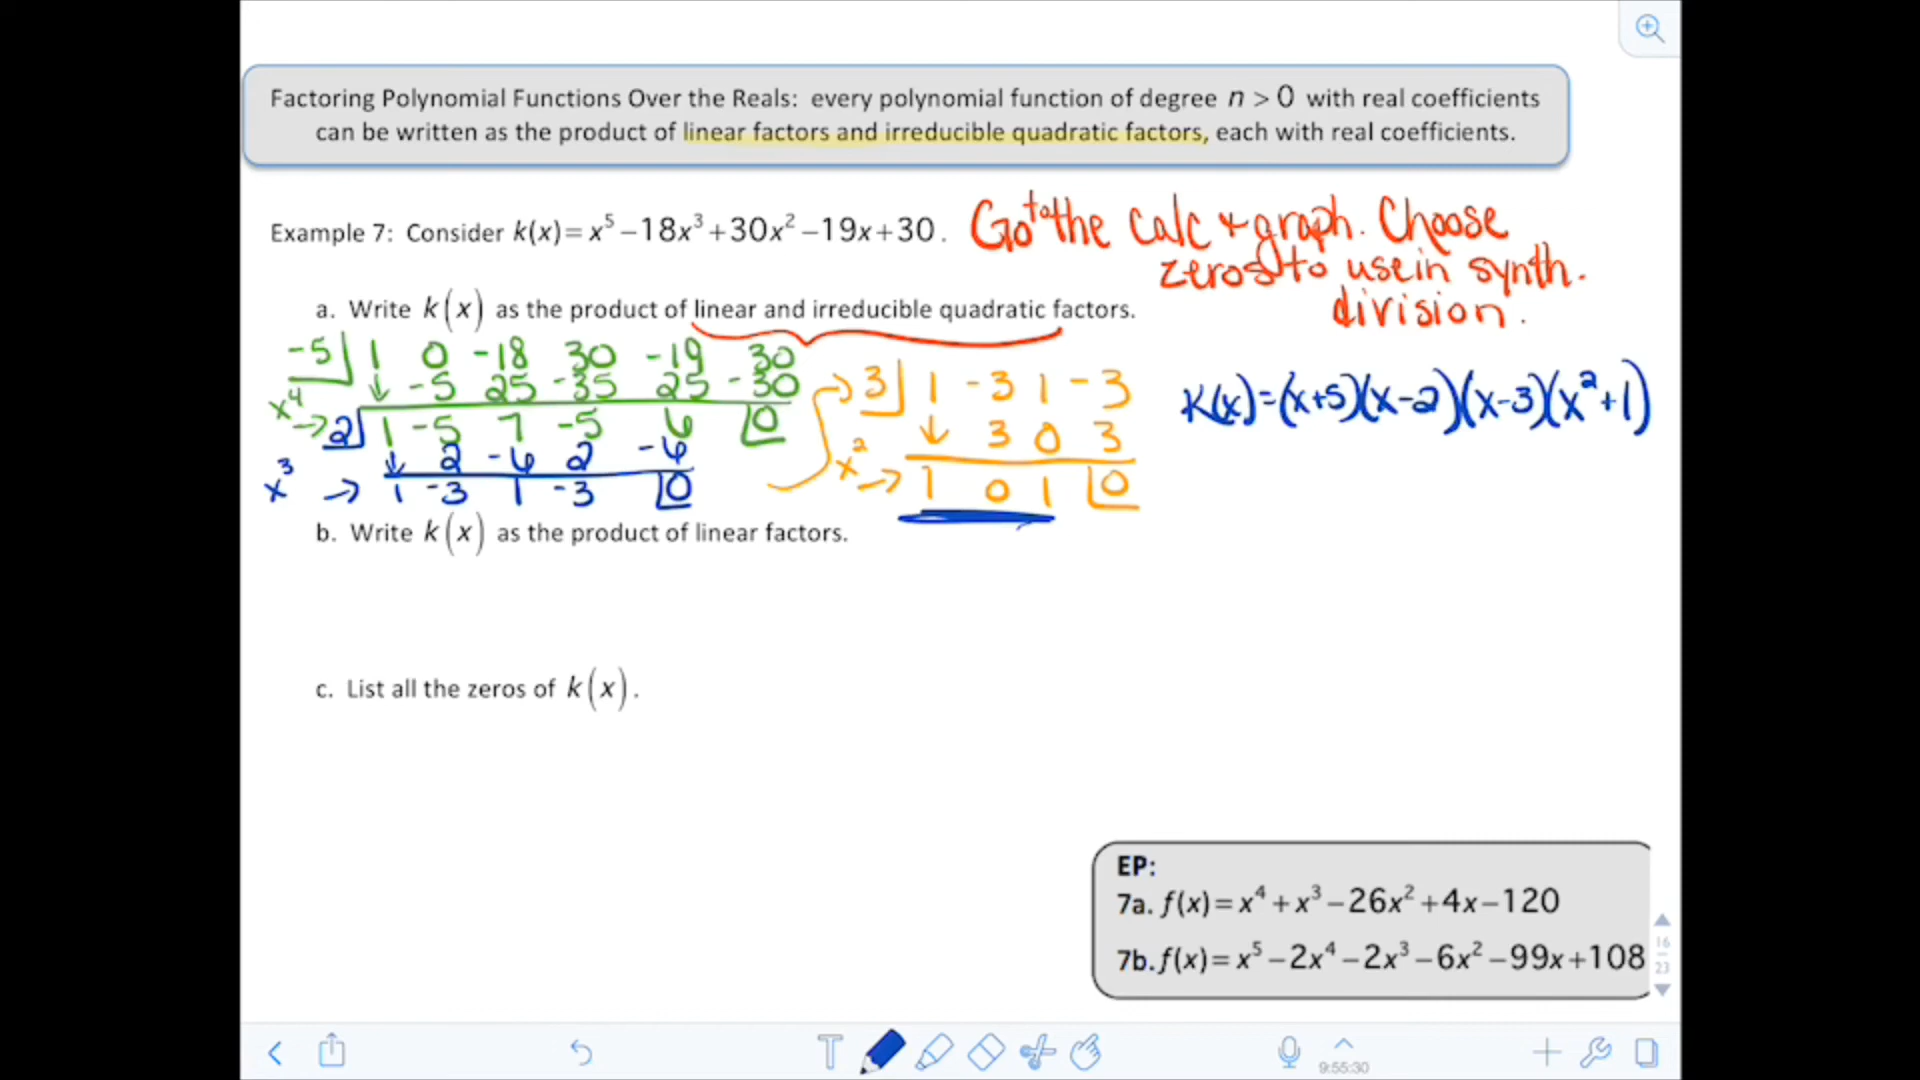 Factoring Polynomial Functions Over the Reals: every polynomial function of degree n > 0 with real coefficients
can be written as the product of linear factors and irreducible quadratic factors, each with real coefficients.
Example 7: Consider k(x)= x⁵ −18x³ +30x² −19x+30.
Go to the calc + graph. Choose
zeros to use in synth.
division.
a. Write k(x) as the product of linear and irreducible quadratic factors.
-5 | 1 0 -18 30 -19 30
↓ -5 25 -35 25 -30
x⁴ → 2 | 1 -5 7 -5 6 |0
↓ 2 -6 2 -6
x³ → 1 -3 1 -3 |0
→ 3 | 1 -3 1 -3
↓ 3 0 3
x² → 1 0 1 |0
K(x)=(x+5)(x-2)(x-3)(x²+1)
b. Write k(x) as the product of linear factors.
c. List all the zeros of k(x).
EP:
7a. f(x)= x⁴ + x³ −26x² +4x−120
7b. f(x)= x⁵ −2x⁴ −2x³ −6x² −99x+108
16
23
T
9:55:30